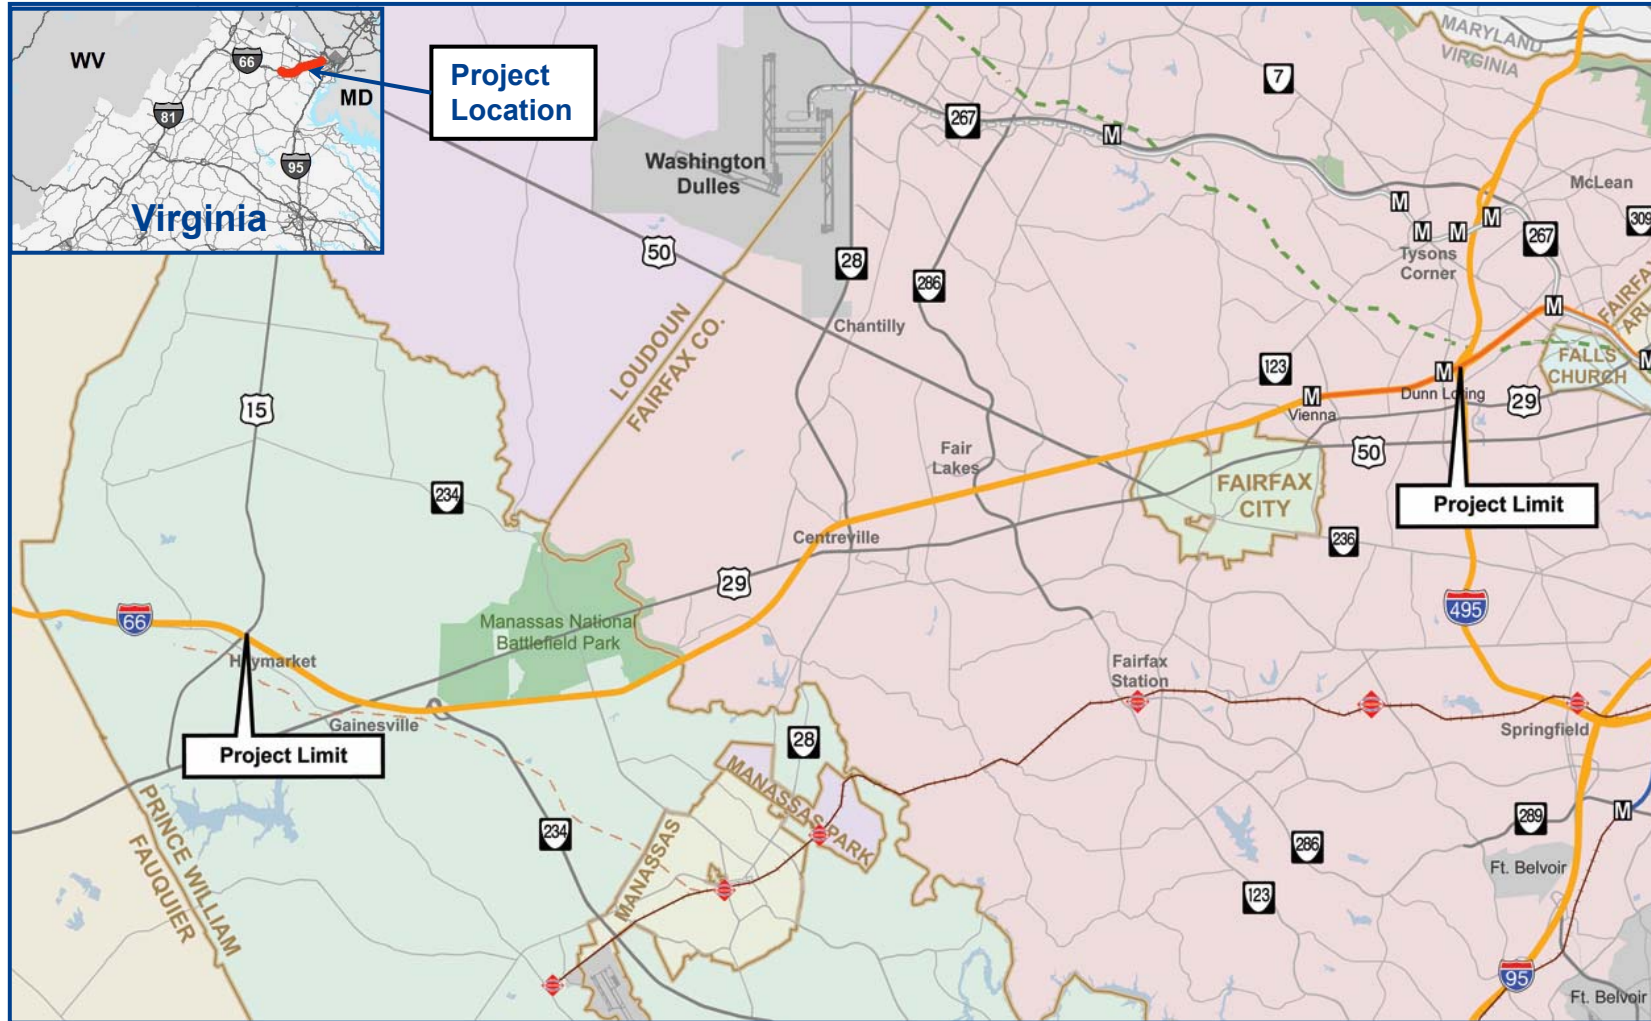 WV
66
MD
81
95
Virginia
Project
Location
MARYLAND
VIRGINIA
7
267
M
Washington
Dulles
McLean
M
M
M
M
309
267
Tysons
Corner
50
28
286
LOUDOUN
FAIRFAX CO.
Chantilly
M
FAIRFAX
AR
FALLS
CHURCH
M
123
M
Dunn Loring
M
Vienna
29
15
50
Fair
Lakes
FAIRFAX
CITY
234
Project Limit
Centreville
236
29
495
66
Manassas National
Battlefield Park
Haymarket
Fairfax
Station
Gainesville
Springfield
Project Limit
28
MANASSAS PARK
M
289
PRINCE WILLIAM
FAUQUIER
234
MANASSAS
286
Ft. Belvoir
123
95
Ft. Belvoir